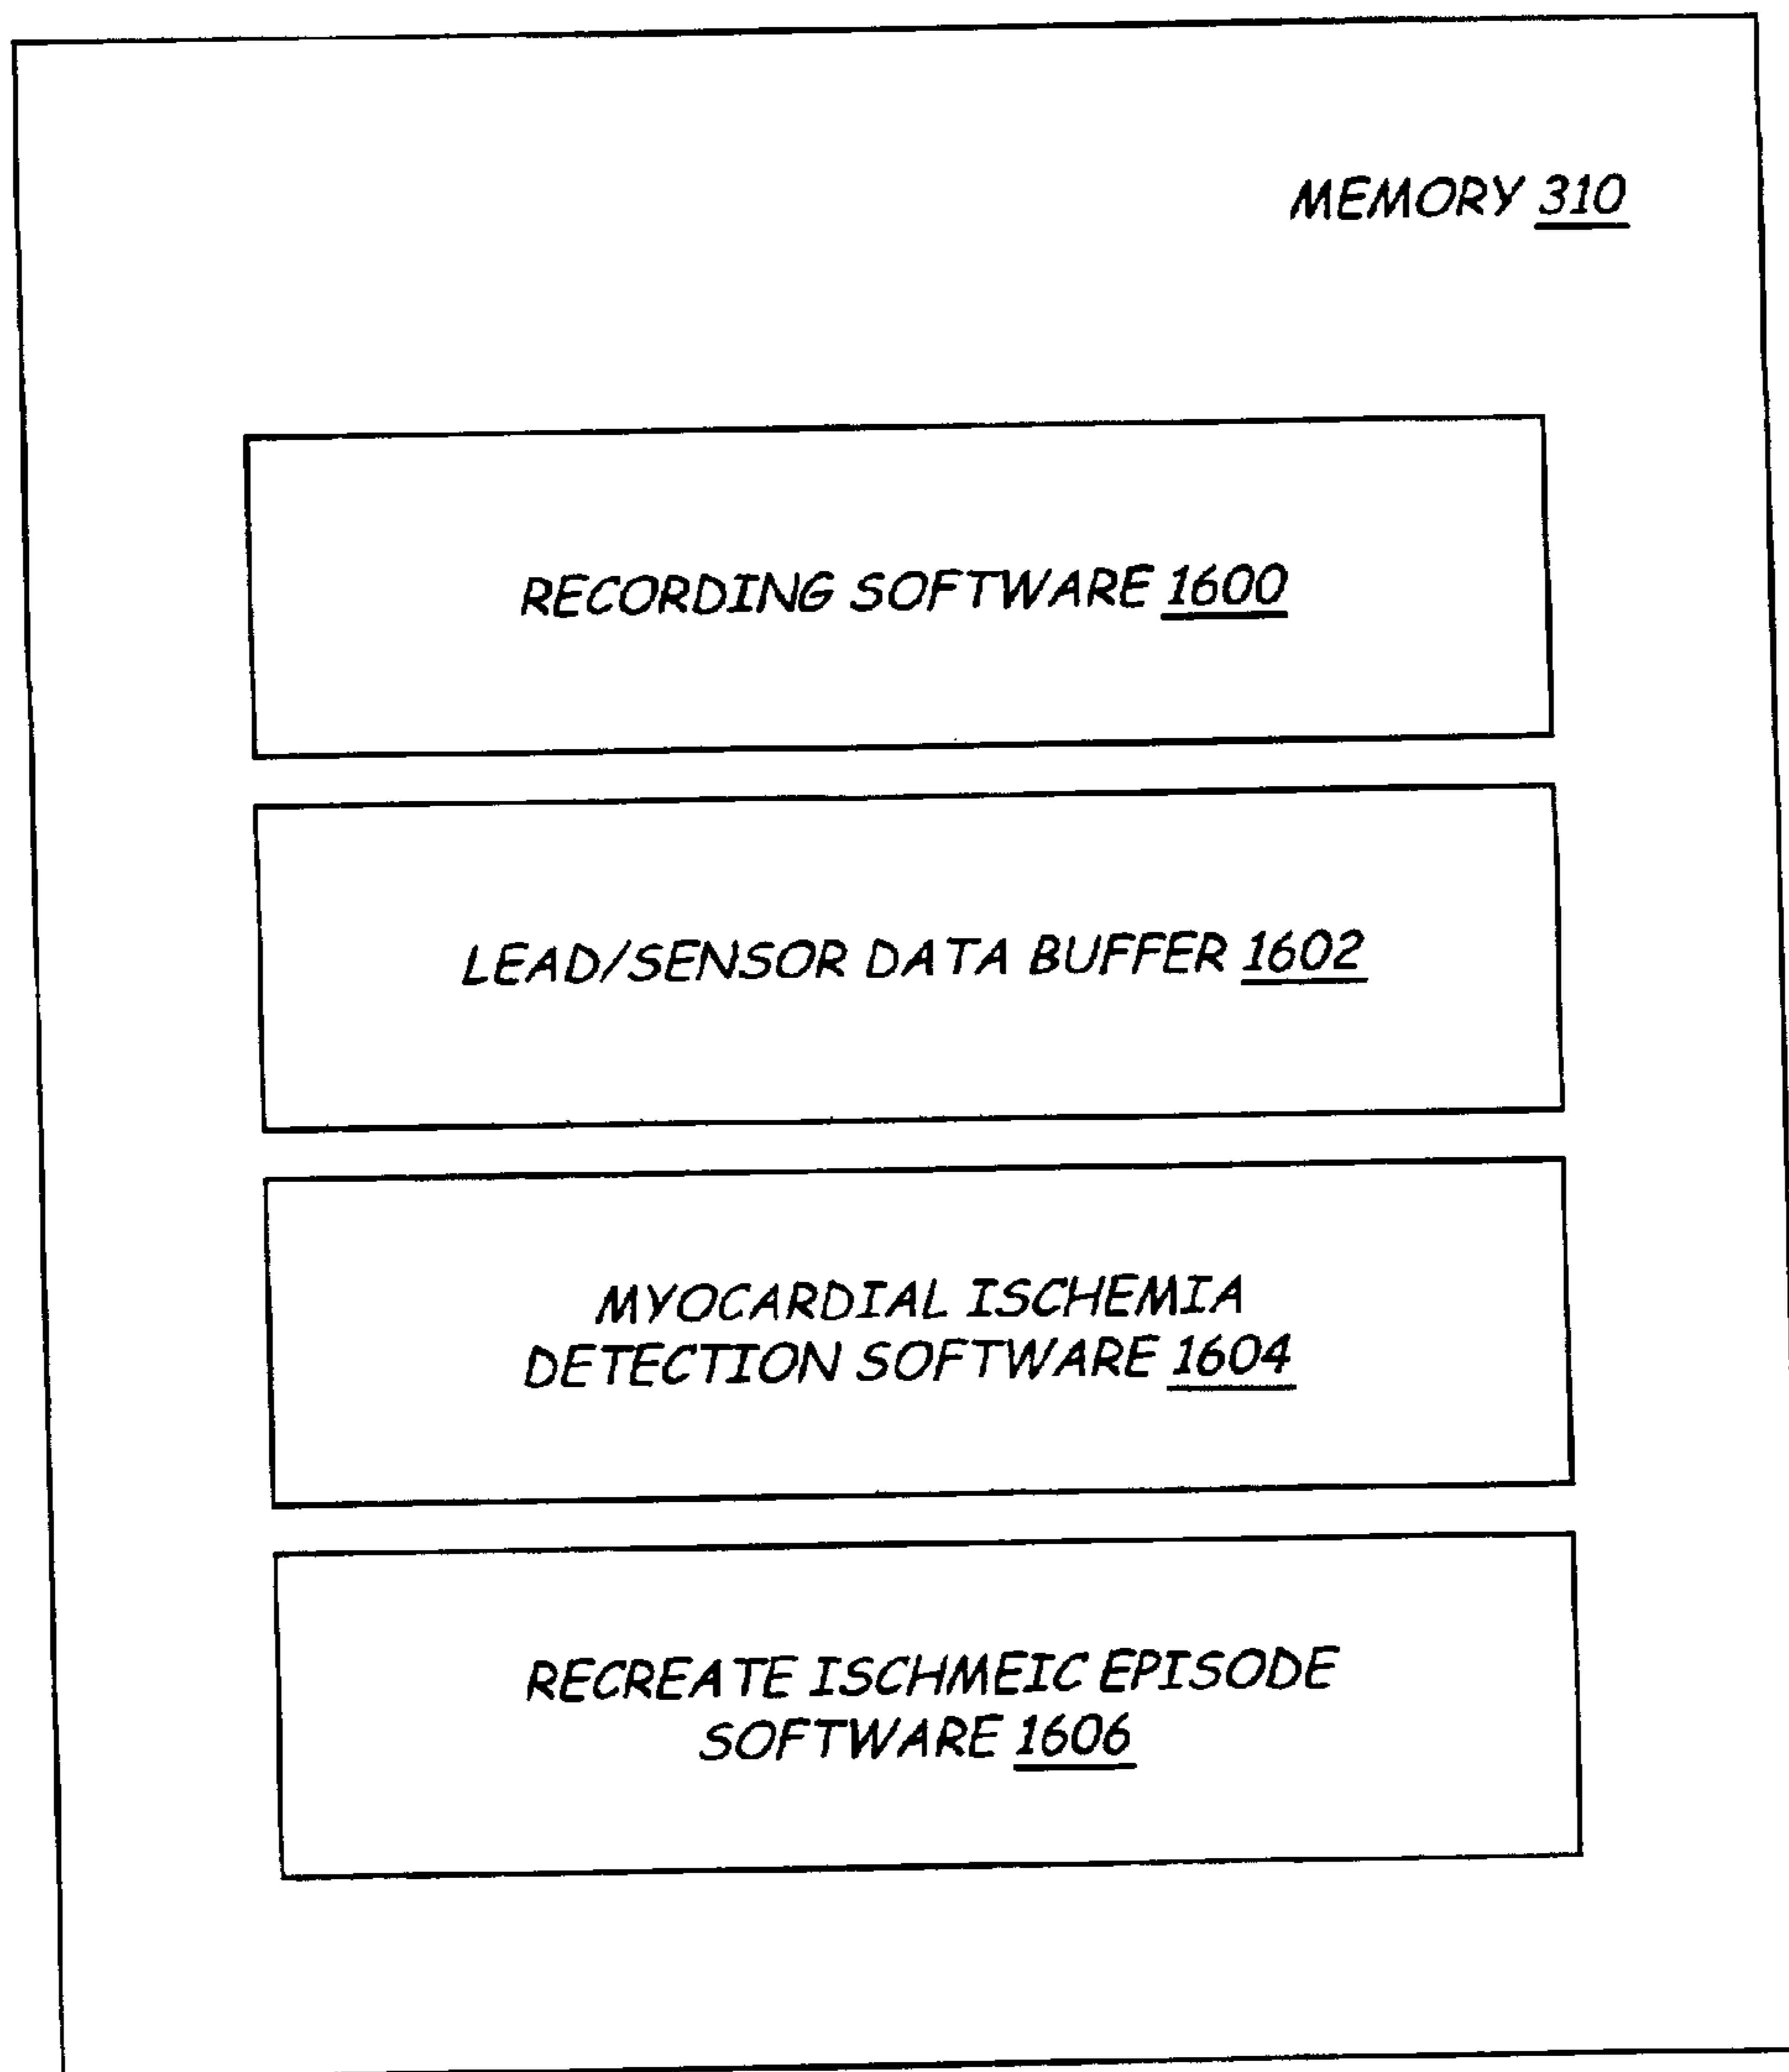 MEMORY 310
RECORDING SOFTWARE 1600
LEAD/SENSOR DATA BUFFER 1602
MYOCARDIAL ISCHEMIA
DETECTION SOFTWARE 1604
RECREATE ISCHMEIC EPISODE
SOFTWARE 1606